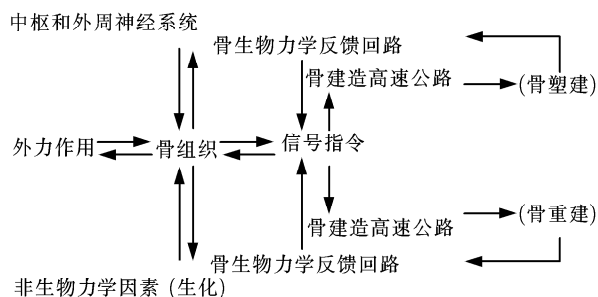 中枢和外周神经系统
骨生物力学反馈回路
骨建造高速公路
(骨塑建)
外力作用
骨组织
信号指令
骨建造高速公路
(骨重建)
骨生物力学反馈回路
非生物力学因素 (生化)